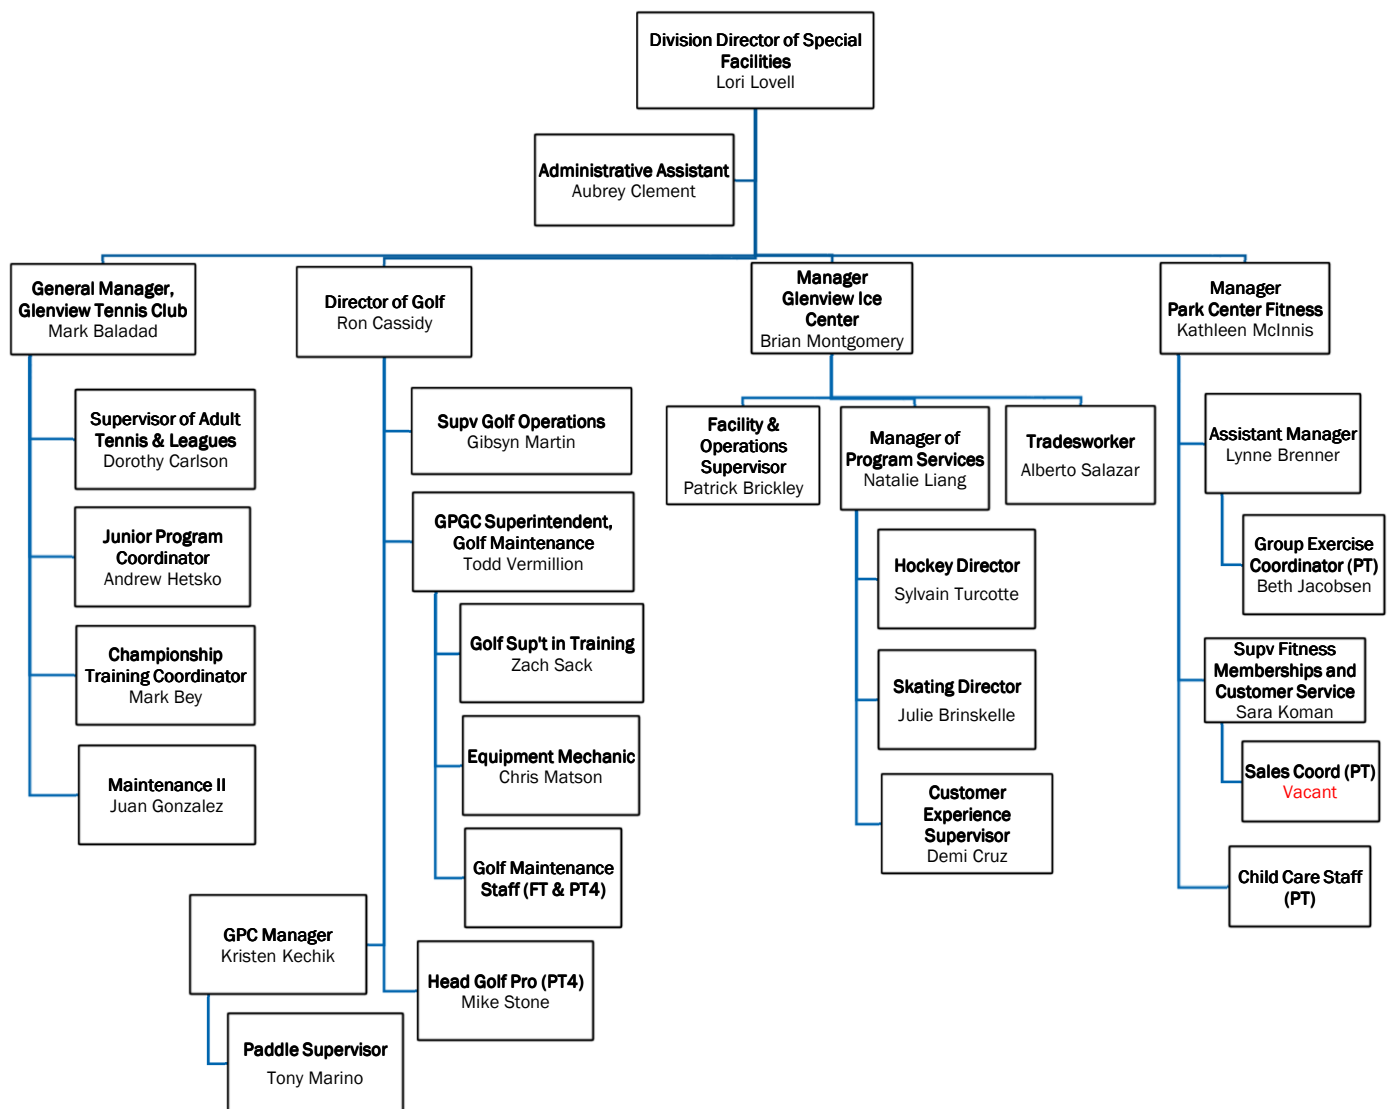 Division Director of Special
Facilities
Lori Lovell
Administrative Assistant
Aubrey Clement
General Manager,
Glenview Tennis Club
Mark Baladad
Director of Golf
Ron Cassidy
Manager
Glenview Ice
Center
Brian Montgomery
Manager
Park Center Fitness
Kathleen McInnis
Supervisor of Adult
Tennis & Leagues
Dorothy Carlson
Junior Program
Coordinator
Andrew Hetsko
Championship
Training Coordinator
Mark Bey
Maintenance II
Juan Gonzalez
Supv Golf Operations
Gibsyn Martin
GPGC Superintendent,
Golf Maintenance
Todd Vermillion
Golf Sup't in Training
Zach Sack
Equipment Mechanic
Chris Matson
Golf Maintenance
Staff (FT & PT4)
GPC Manager
Kristen Kechik
Paddle Supervisor
Tony Marino
Head Golf Pro (PT4)
Mike Stone
Facility &
Operations
Supervisor
Patrick Brickley
Manager of
Program Services
Natalie Liang
Tradesworker
Alberto Salazar
Hockey Director
Sylvain Turcotte
Skating Director
Julie Brinskelle
Customer
Experience
Supervisor
Demi Cruz
Assistant Manager
Lynne Brenner
Group Exercise
Coordinator (PT)
Beth Jacobsen
Supv Fitness
Memberships and
Customer Service
Sara Koman
Sales Coord (PT)
Vacant
Child Care Staff
(PT)